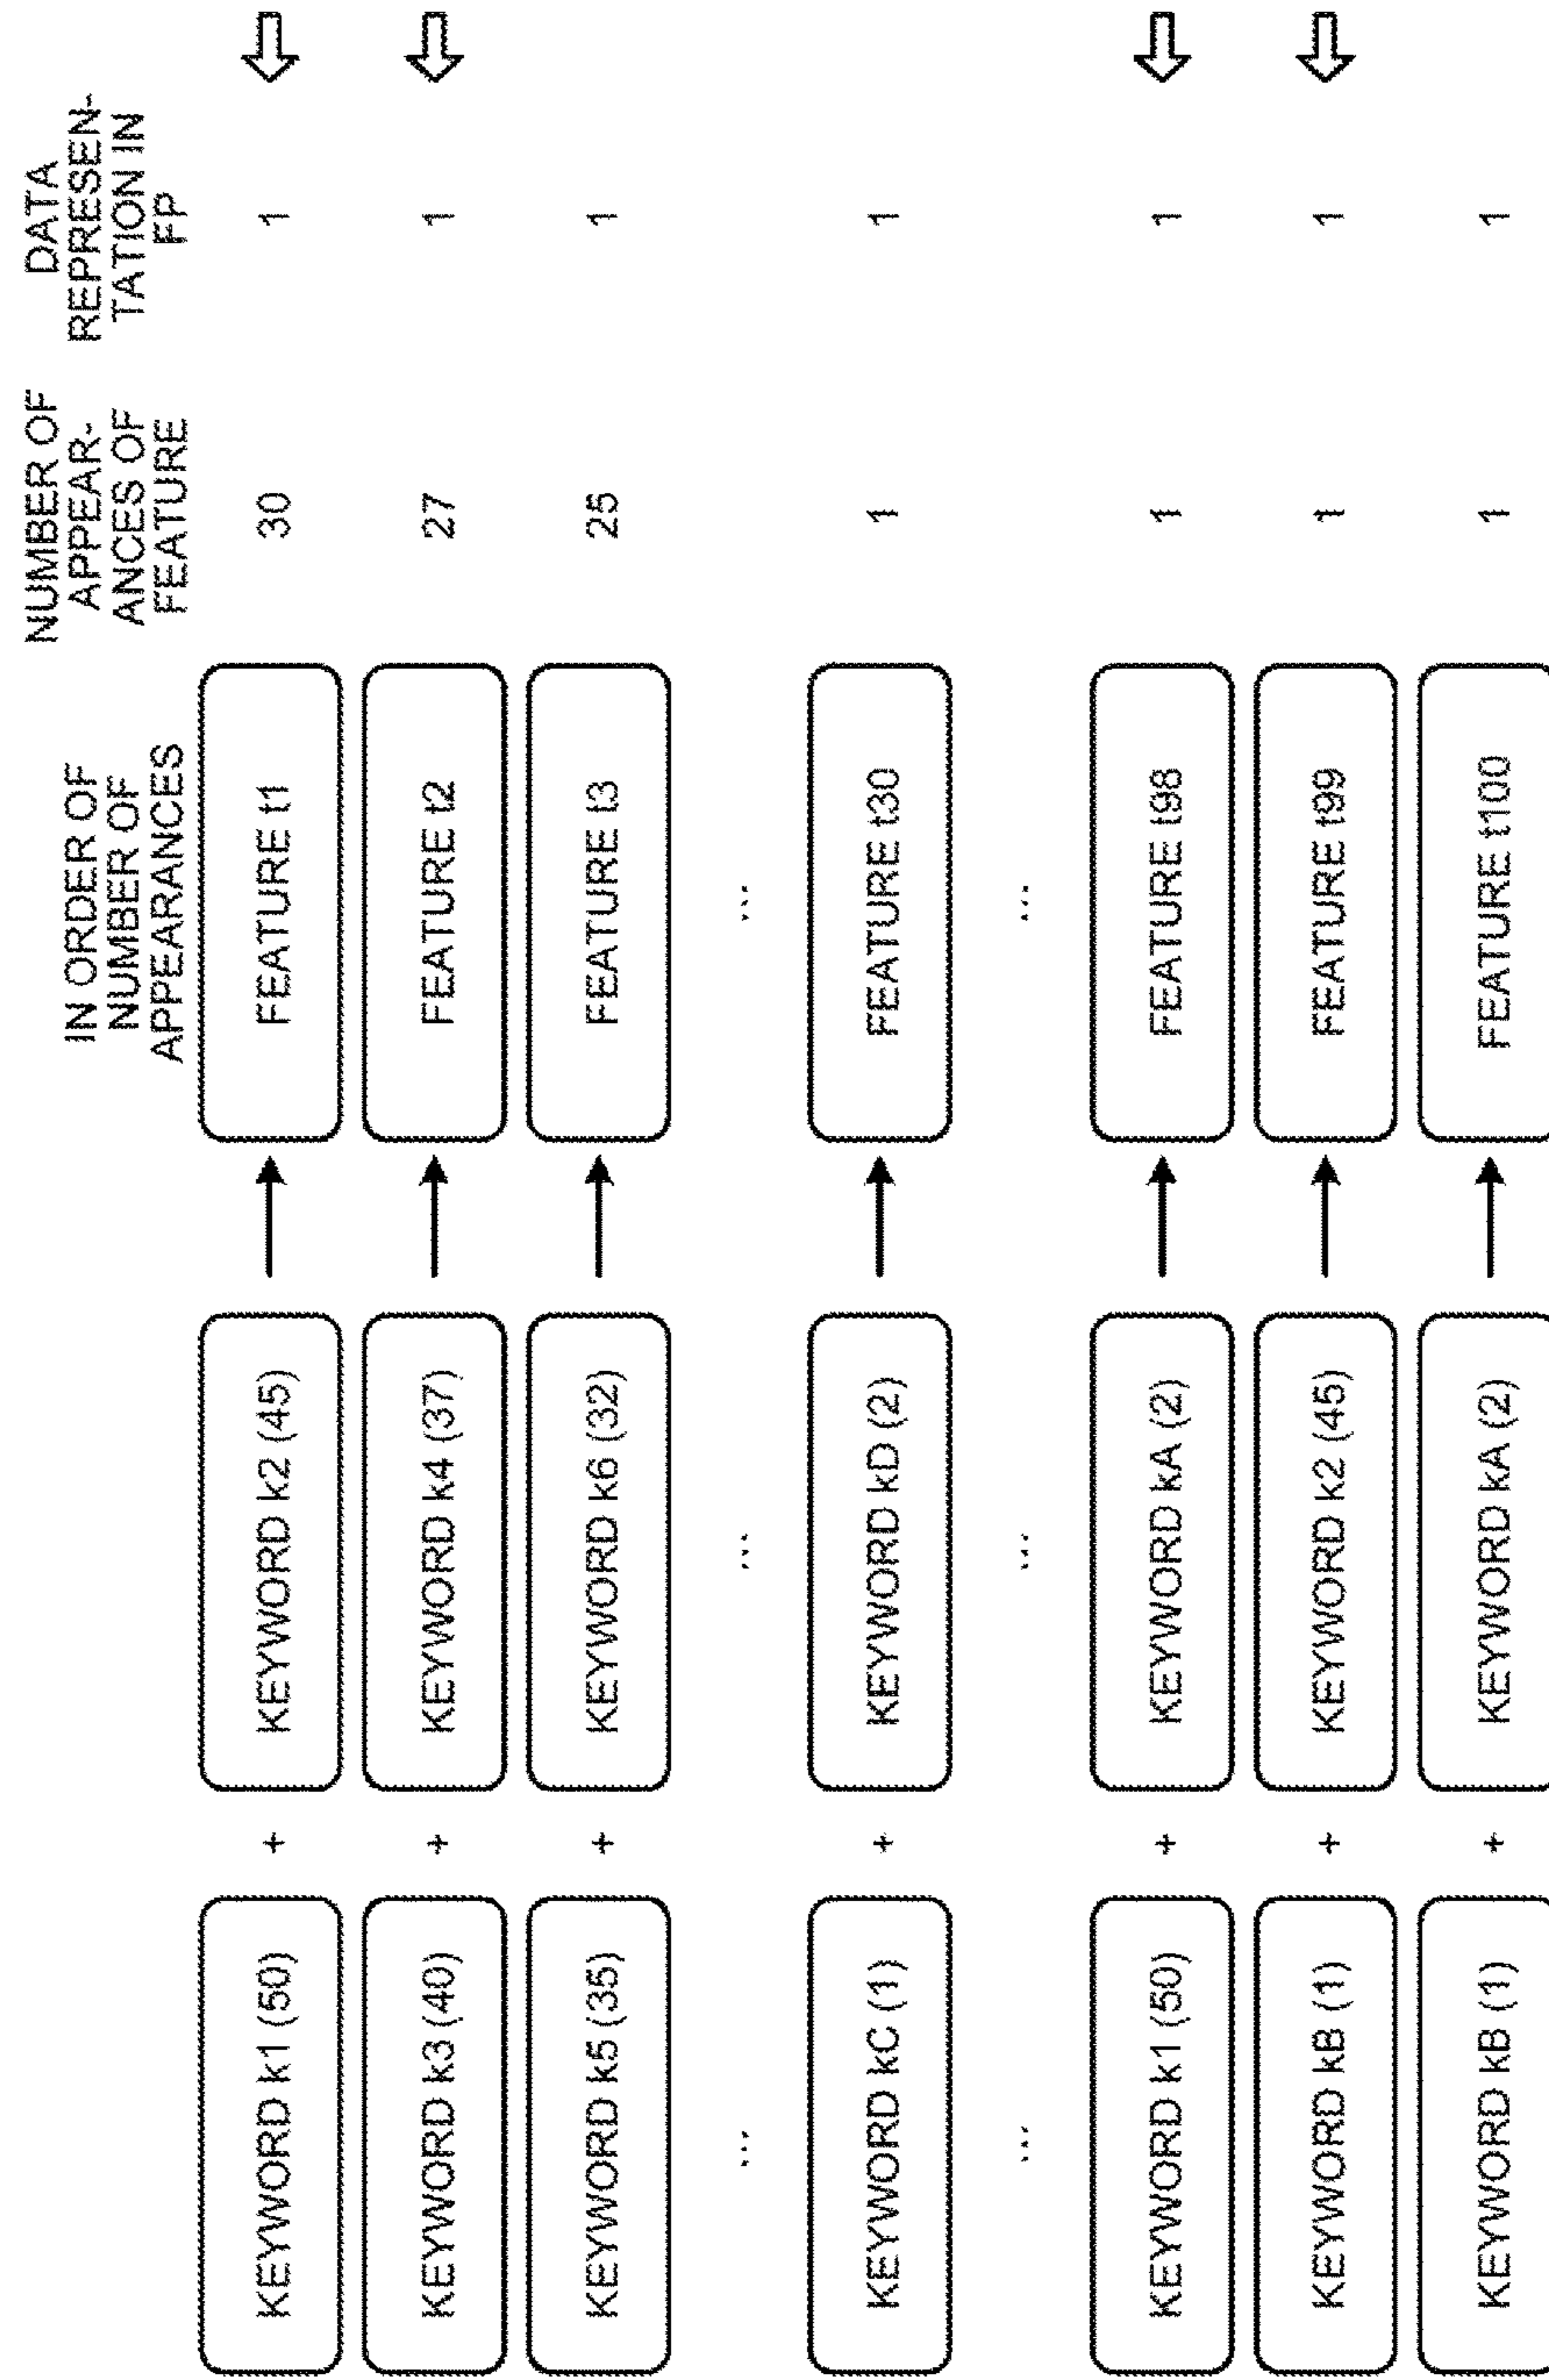 IN ORDER OF
NUMBER OF
APPEARANCES
NUMBER OF
APPEAR-
ANCES OF
FEATURE
DATA
REPRESEN-
TATION IN
FP
KEYWORD k1 (50) + KEYWORD k2 (45) FEATURE t1 30 1
KEYWORD k3 (40) + KEYWORD k4 (37) FEATURE t2 27 1
KEYWORD k5 (35) + KEYWORD k6 (32) FEATURE t3 25 1
... ... ...
KEYWORD kC (1) + KEYWORD kD (2) FEATURE t30 1 1
... ... ...
KEYWORD k1 (50) + KEYWORD kA (2) FEATURE t98 1 1
KEYWORD kB (1) + KEYWORD k2 (45) FEATURE t99 1 1
KEYWORD kB (1) + KEYWORD kA (2) FEATURE t100 1 1